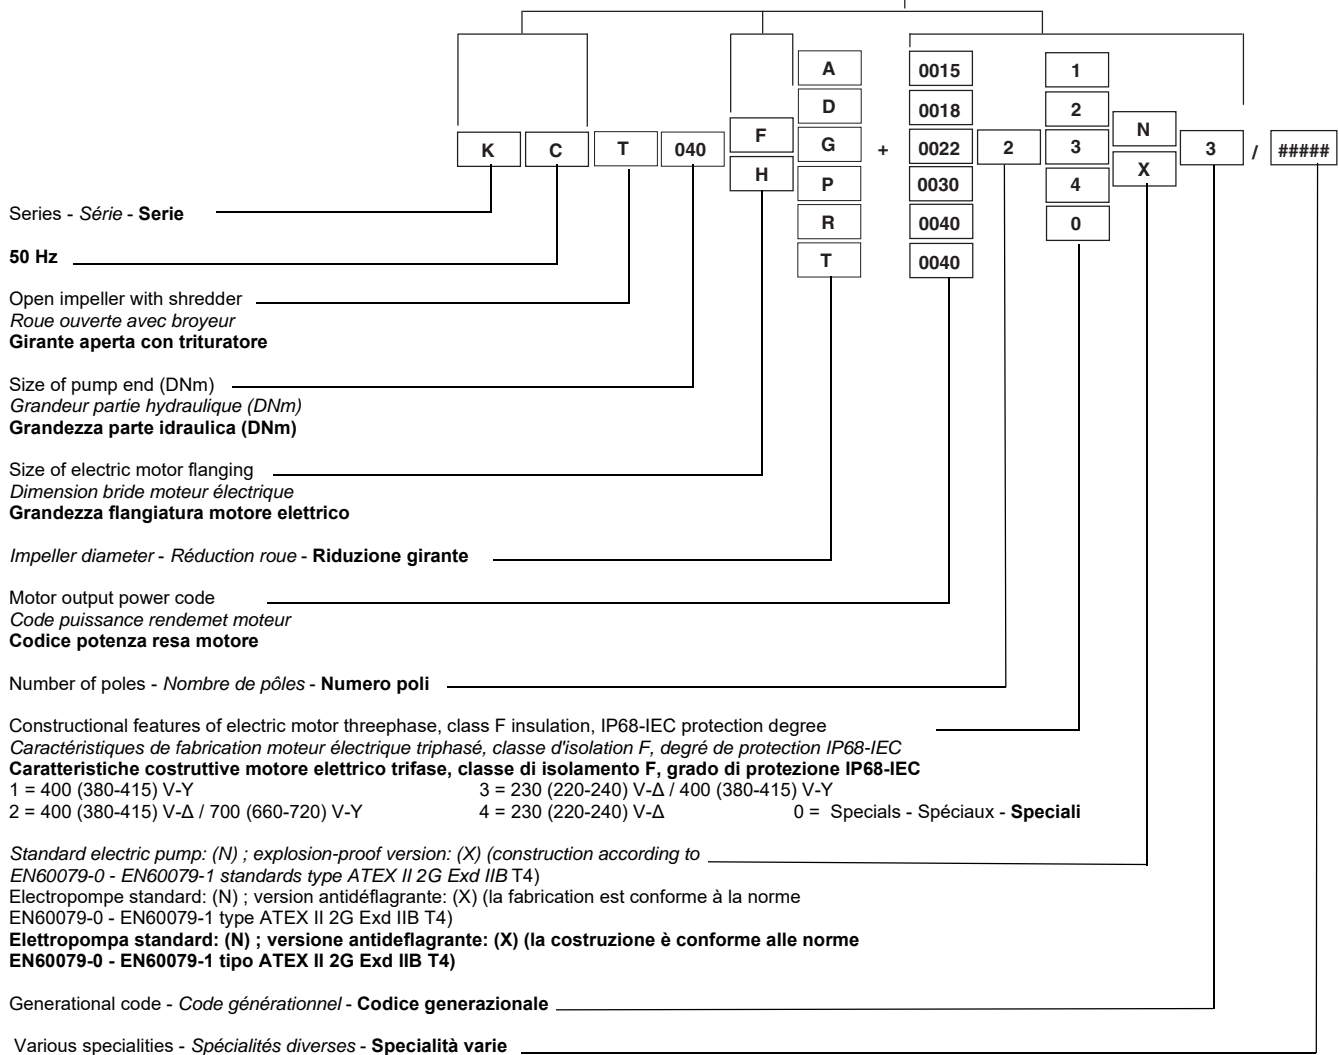 A 0015 1
D 0018 2
K C T 040 F H G + 0022 2 3 N X 3 / #####
P 0030 4
R 0040 0
T 0040
Series - Série - Serie
50 Hz
Open impeller with shredder
Roue ouverte avec broyeur
Girante aperta con trituratore
Size of pump end (DNm)
Grandeur partie hydraulique (DNm)
Grandezza parte idraulica (DNm)
Size of electric motor flanging
Dimension bride moteur électrique
Grandezza flangiatura motore elettrico
Impeller diameter - Réduction roue - Riduzione girante
Motor output power code
Code puissance rendemet moteur
Codice potenza resa motore
Number of poles - Nombre de pôles - Numero poli
Constructional features of electric motor threephase, class F insulation, IP68-IEC protection degree
Caractéristiques de fabrication moteur électrique triphasé, classe d'isolation F, degré de protection IP68-IEC
Caratteristiche costruttive motore elettrico trifase, classe di isolamento F, grado di protezione IP68-IEC
1 = 400 (380-415) V-Y 3 = 230 (220-240) V-Δ / 400 (380-415) V-Y
2 = 400 (380-415) V-Δ / 700 (660-720) V-Y 4 = 230 (220-240) V-Δ 0 = Specials - Spéciaux - Speciali
Standard electric pump: (N) ; explosion-proof version: (X) (construction according to
EN60079-0 - EN60079-1 standards type ATEX II 2G Exd IIB T4)
Electropompe standard: (N) ; version antidéflagrante: (X) (la fabrication est conforme à la norme
EN60079-0 - EN60079-1 type ATEX II 2G Exd IIB T4)
Elettropompa standard: (N) ; versione antideflagrante: (X) (la costruzione è conforme alle norme
EN60079-0 - EN60079-1 tipo ATEX II 2G Exd IIB T4)
Generational code - Code générationnel - Codice generazionale
Various specialities - Spécialités diverses - Specialità varie